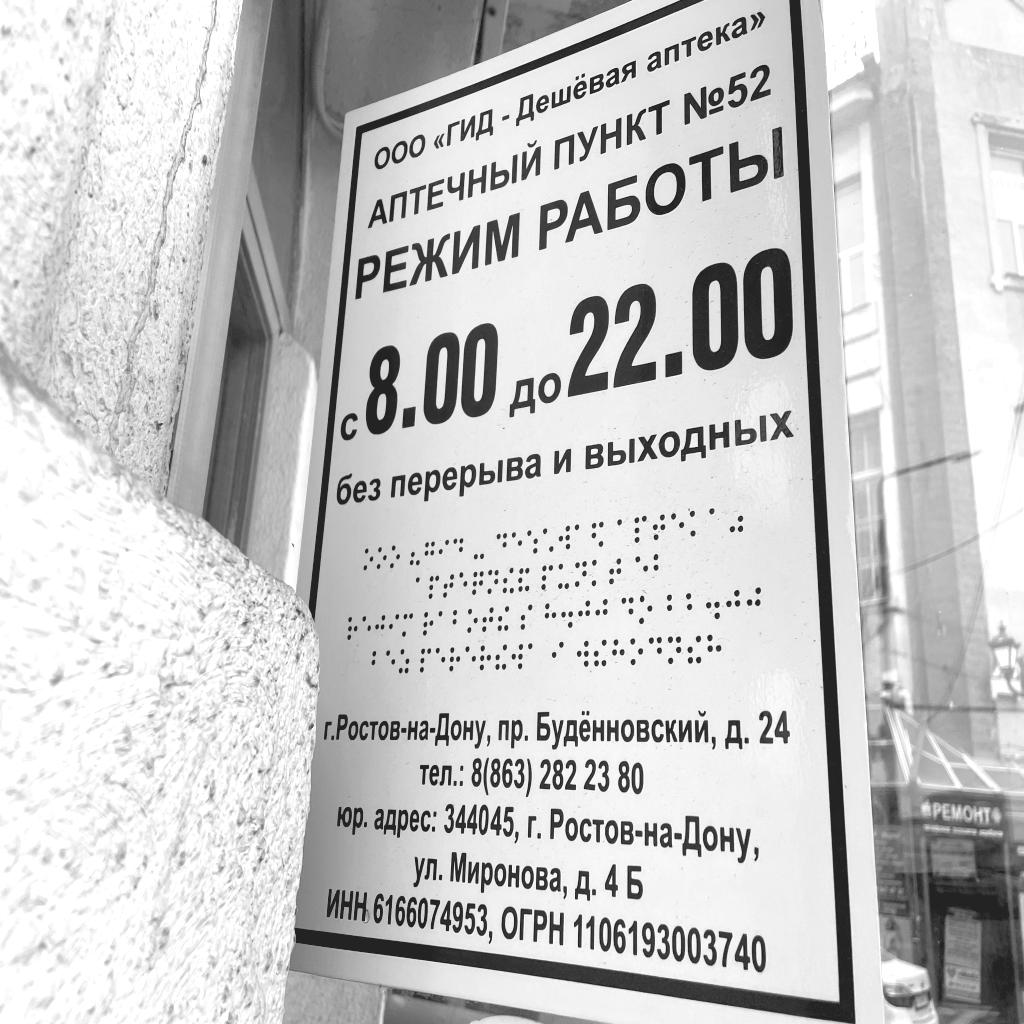 ООО «ГИД - Дешёвая аптека»
АПТЕЧНЫЙ ПУНКТ №52
РЕЖИМ РАБОТЫ
с 8.00 до 22.00
без перерыва и выходных
г.Ростов-на-Дону, пр. Будённовский, д. 24
тел.: 8(863) 282 23 80
юр. адрес: 344045, г. Ростов-на-Дону,
ул. Миронова, д. 4 Б
ИНН 6166074953, ОГРН 1106193003740
РЕМОНТ